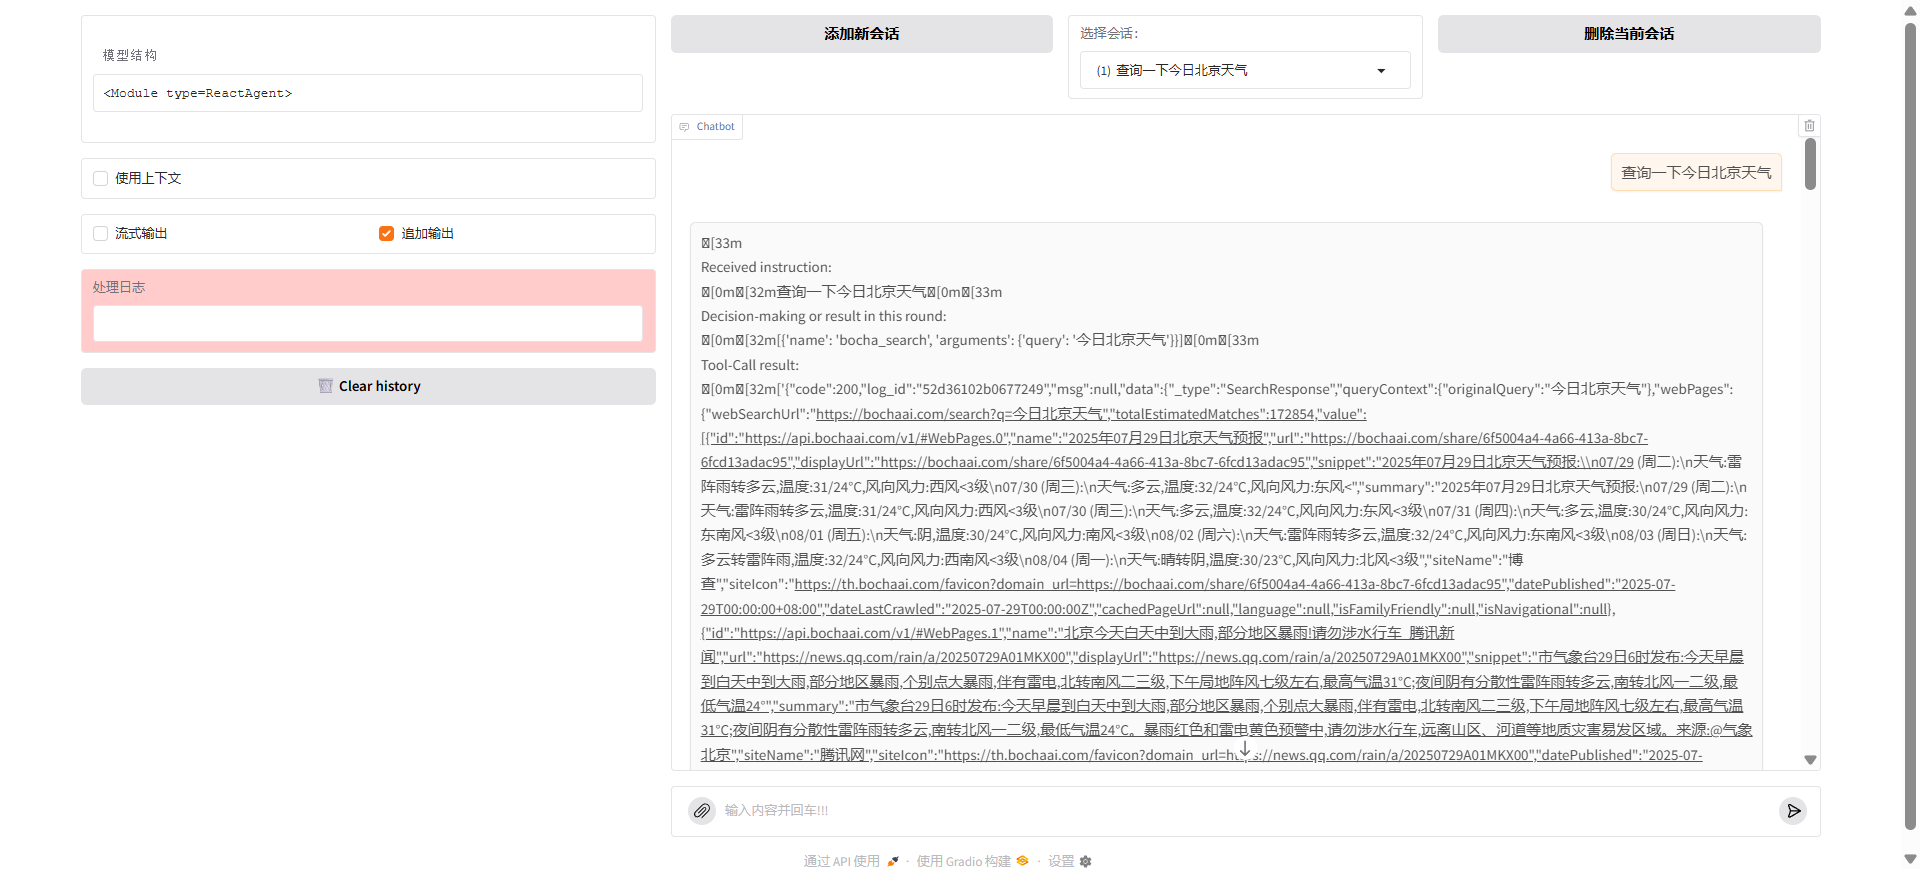 模型结构
<Module type=ReactAgent>
使用上下文
流式输出
追加输出
处理日志
Clear history
添加新会话
选择会话：
(1) 查询一下今日北京天气
删除当前会话
Chatbot
查询一下今日北京天气
[33m
Received instruction:
[0m[32m查询一下今日北京天气[0m[33m
Decision-making or result in this round:
[0m[32m[{'name': 'bocha_search', 'arguments': {'query': '今日北京天气'}}][0m[33m
Tool-Call result:
[0m[32m['{"code":200,"log_id":"52d36102b0677249","msg":null,"data":{"_type":"SearchResponse","queryContext":{"originalQuery":"今日北京天气"},"webPages":
{"webSearchUrl":"https://bochaai.com/search?q=今日北京天气","totalEstimatedMatches":172854,"value":
[{"id":"https://api.bochaai.com/v1/#WebPages.0","name":"2025年07月29日北京天气预报","url":"https://bochaai.com/share/6f5004a4-4a66-413a-8bc7-
6fcd13adac95","displayUrl":"https://bochaai.com/share/6f5004a4-4a66-413a-8bc7-6fcd13adac95","snippet":"2025年07月29日北京天气预报:\\n07/29 (周二):\n天气:雷
阵雨转多云,温度:31/24°C,风向风力:西风<3级\n07/30 (周三):\n天气:多云,温度:32/24°C,风向风力:东风<","summary":"2025年07月29日北京天气预报:\n07/29 (周二):\n
天气:雷阵雨转多云,温度:31/24°C,风向风力:西风<3级\n07/30 (周三):\n天气:多云,温度:32/24°C,风向风力:东风<3级\n07/31 (周四):\n天气:多云,温度:30/24°C,风向风力:
东南风<3级\n08/01 (周五):\n天气:阴,温度:30/24°C,风向风力:南风<3级\n08/02 (周六):\n天气:雷阵雨转多云,温度:32/24°C,风向风力:东南风<3级\n08/03 (周日):\n天气:
多云转雷阵雨,温度:32/24°C,风向风力:西南风<3级\n08/04 (周一):\n天气:晴转阴,温度:30/23°C,风向风力:北风<3级","siteName":"博
查","siteIcon":"https://th.bochaai.com/favicon?domain_url=https://bochaai.com/share/6f5004a4-4a66-413a-8bc7-6fcd13adac95","datePublished":"2025-07-
29T00:00:00+08:00","dateLastCrawled":"2025-07-29T00:00:00Z","cachedPageUrl":null,"language":null,"isFamilyFriendly":null,"isNavigational":null},
{"id":"https://api.bochaai.com/v1/#WebPages.1","name":"北京今天白天中到大雨,部分地区暴雨!请勿涉水行车_腾讯新
闻","url":"https://news.qq.com/rain/a/20250729A01MKX00","displayUrl":"https://news.qq.com/rain/a/20250729A01MKX00","snippet":"市气象台29日6时发布:今天早晨
到白天中到大雨,部分地区暴雨,个别点大暴雨,伴有雷电,北转南风二三级,下午局地阵风七级左右,最高气温31°C;夜间阴有分散性雷阵雨转多云,南转北风一二级,最
低气温24°","summary":"市气象台29日6时发布:今天早晨到白天中到大雨,部分地区暴雨,个别点大暴雨,伴有雷电,北转南风二三级,下午局地阵风七级左右,最高气温
31°C;夜间阴有分散性雷阵雨转多云,南转北风一二级,最低气温24°C。暴雨红色和雷电黄色预警中,请勿涉水行车,远离山区、河道等地质灾害易发区域。来源:@气象
北京","siteName":"腾讯网","siteIcon":"https://th.bochaai.com/favicon?domain_url=https://news.qq.com/rain/a/20250729A01MKX00","datePublished":"2025-07-
输入内容并回车!!!
通过 API 使用 · 使用 Gradio 构建 · 设置